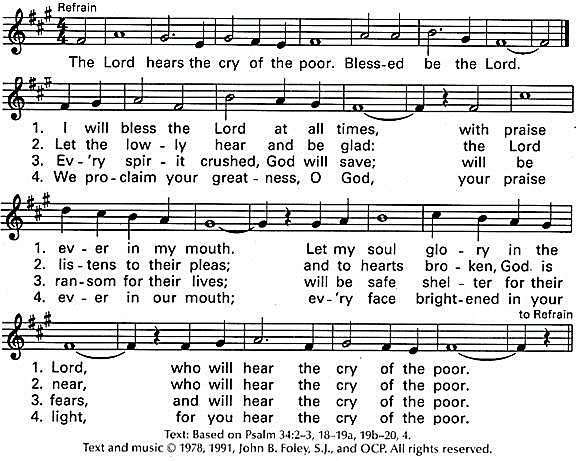 Refrain
4
4
The Lord hears the cry of the poor. Bless-ed be the Lord.
1. I will bless the Lord at all times, with praise
2. Let the low - ly hear and be glad: the Lord
3. Ev-'ry spir - it crushed, God will save; will be
4. We pro-claim your great - ness, O God, your praise
1. ev - er in my mouth. Let my soul glo - ry in the
2. lis - tens to their pleas; and to hearts bro - ken, God is
3. ran-som for their lives; will be safe shel - ter for their
4. ev - er in our mouth; ev-'ry face bright-ened in your
to Refrain
1. Lord, who will hear the cry of the poor.
2. near, who will hear the cry of the poor.
3. fears, and will hear the cry of the poor.
4. light, for you hear the cry of the poor.
Text: Based on Psalm 34:2–3, 18–19a, 19b–20, 4.
Text and music © 1978, 1991, John B. Foley, S.J., and OCP. All rights reserved.